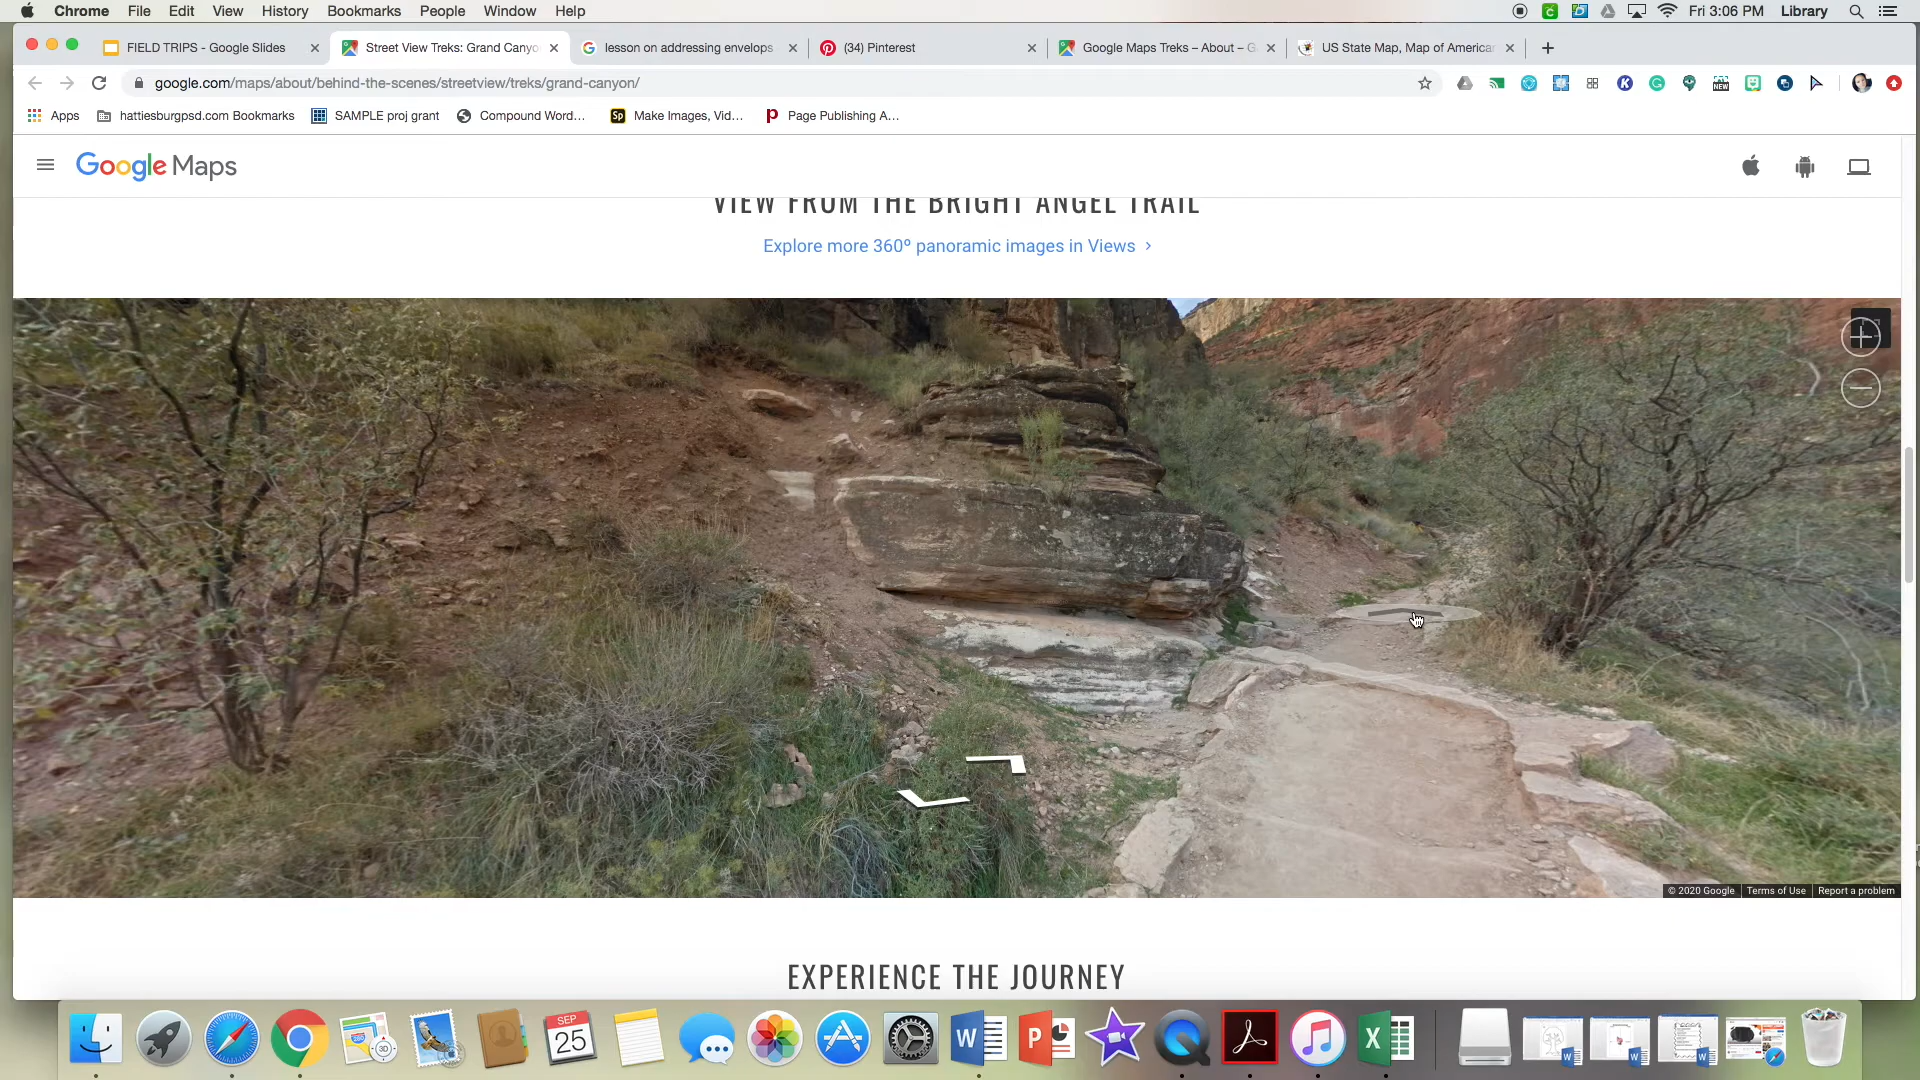 Chrome File Edit View History Bookmarks People Window Help Fri 3:06 PM Library
FIELD TRIPS - Google Slides Street View Treks: Grand Canyo lesson on addressing envelops (34) Pinterest Google Maps Treks – About – G US State Map, Map of American
google.com/maps/about/behind-the-scenes/streetview/treks/grand-canyon/
Apps hattiesburgpsd.com Bookmarks SAMPLE proj grant Compound Word... Sp Make Images, Vid... Page Publishing A...
Google Maps
VIEW FROM THE BRIGHT ANGEL TRAIL
Explore more 360º panoramic images in Views
© 2020 Google Terms of Use Report a problem
EXPERIENCE THE JOURNEY
SEP
25